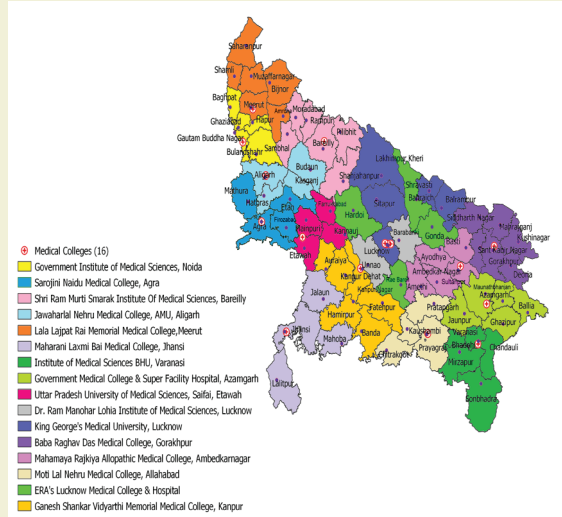 Saharanpur
Shamli
Muzaffarnagar
Bijnor
Baghpat
Meerut
Amroha
Moradabad
Rampur
Hapur
Ghaziabad
Pilibhit
Gautam Buddha Nagar
Bareilly
Bulandshahr
Sambhal
Lakhimpur Kheri
Budaun
Shahjahanpur
Aligarh
Kasganj
Shravasti
Mathura
Bahraich
Balrampur
Hathras
Sitapur
Etah
Hardoi
Siddharth Nagar
Maharajganj
Firozabad
Mainpuri
Gonda
Kushinagar
Agra
Kannauj
Barabanki
Basti
Sant Kabir Nagar
Lucknow
Ayodhya
Gorakhpur
Etawah
Auraiya
Unnao
Ambedkar Nagar
Deoria
Kanpur Dehat
Rae Bareli
Amethi
Sultanpur
Kanpur Nagar
Maunathbhanjan
Azamgarh
Jalaun
Fatehpur
Pratapgarh
Ballia
Hamirpur
Jaunpur
Ghazipur
Jhansi
Banda
Kaushambi
Varanasi
Mahoba
Bhadohi
Chandauli
Chitrakoot
Prayagraj
Mirzapur
Lalitpur
Sonbhadra
Medical Colleges (16)
Government Institute of Medical Sciences, Noida
Sarojini Naidu Medical College, Agra
Shri Ram Murti Smarak Institute Of Medical Sciences, Bareilly
Jawaharlal Nehru Medical College, AMU, Aligarh
Lala Lajpat Rai Memorial Medical College,Meerut
Maharani Laxmi Bai Medical College, Jhansi
Institute of Medical Sciences BHU, Varanasi
Government Medical College & Super Facility Hospital, Azamgarh
Uttar Pradesh University of Medical Sciences, Saifai, Etawah
Dr. Ram Manohar Lohia Institute of Medical Sciences, Lucknow
King George's Medical University, Lucknow
Baba Raghav Das Medical College, Gorakhpur
Mahamaya Rajkiya Allopathic Medical College, Ambedkarnagar
Moti Lal Nehru Medical College, Allahabad
ERA's Lucknow Medical College & Hospital
Ganesh Shankar Vidyarthi Memorial Medical College, Kanpur